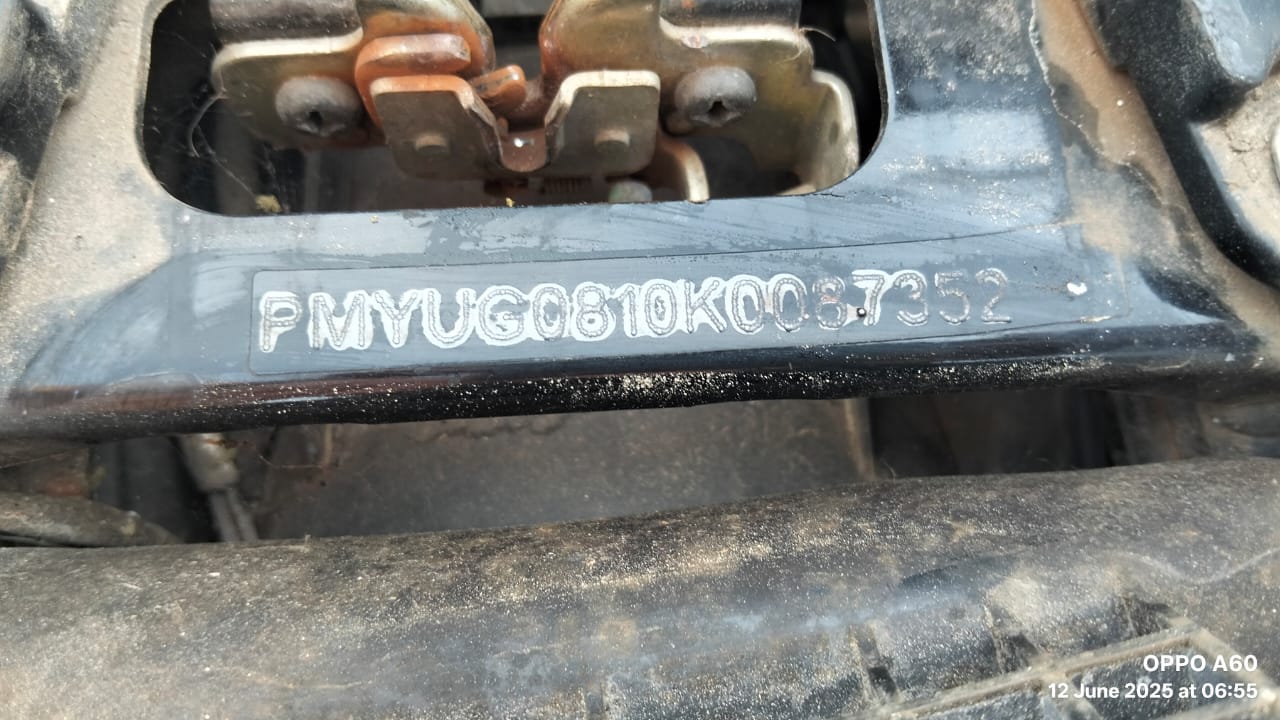 PMYUG0810K0087352
OPPO A60
12 June 2025 at 06:55